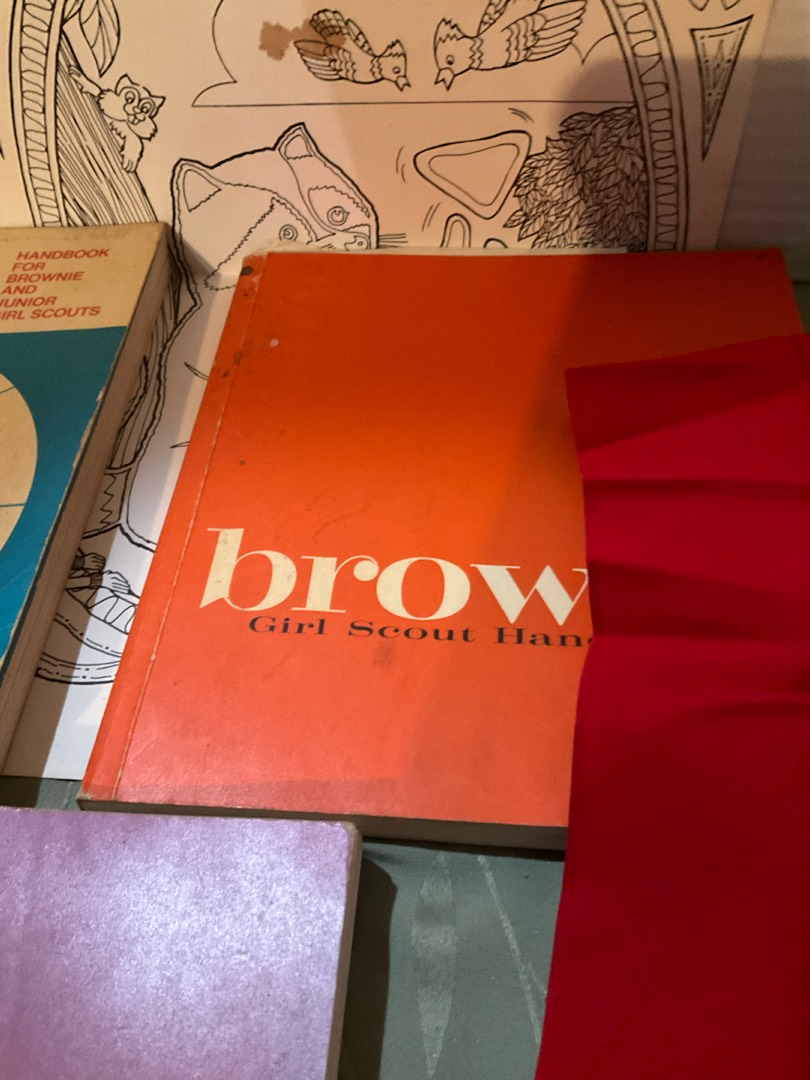 HANDBOOK
FOR
BROWNIE
AND
JUNIOR
GIRL SCOUTS
brow
Girl Scout Han